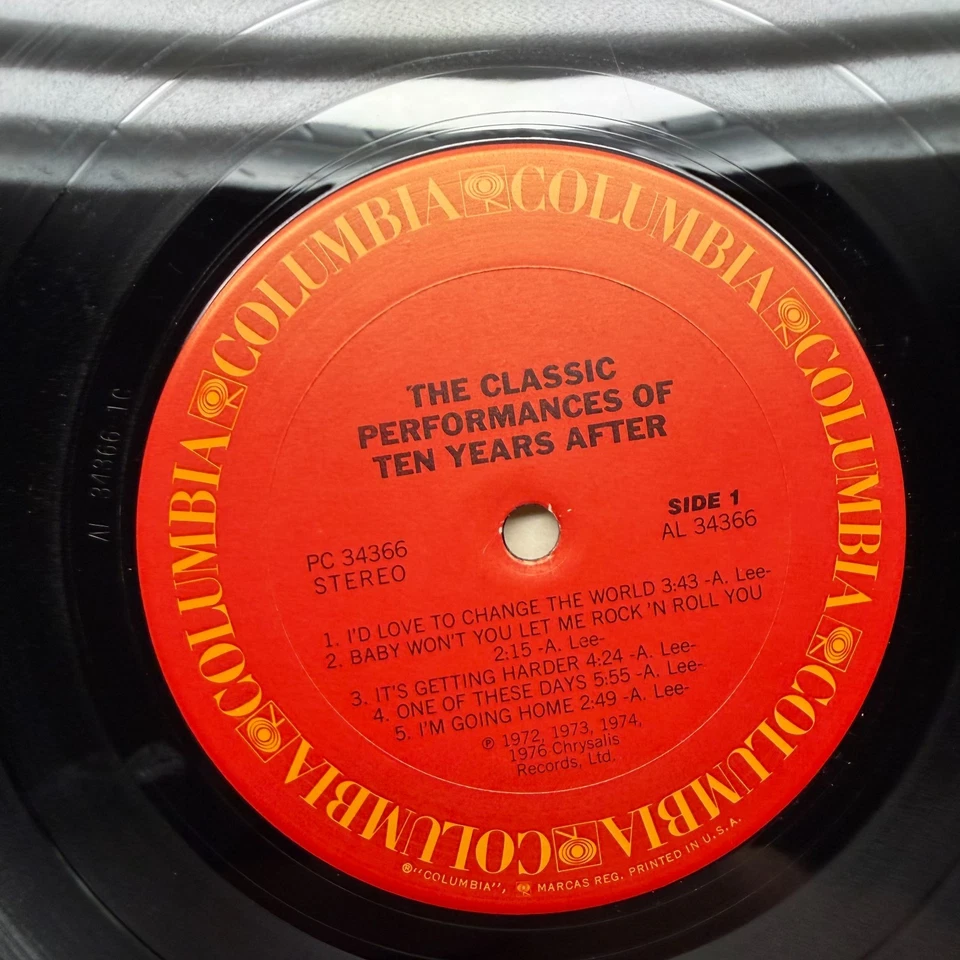 COLUMBIA COLUMBIA COLUMBIA COLUMBIA COLUMBIA COLUMBIA COLUMBIA COLUMBIA
THE CLASSIC
PERFORMANCES OF
TEN YEARS AFTER
SIDE 1
AL 34366
PC 34366
STEREO
1. I'D LOVE TO CHANGE THE WORLD 3:43 -A. Lee-
2. BABY WON'T YOU LET ME ROCK 'N ROLL YOU
2:15 -A. Lee-
3. IT'S GETTING HARDER 4:24 -A. Lee-
4. ONE OF THESE DAYS 5:55 -A. Lee-
5. I'M GOING HOME 2:49 -A. Lee-
℗ 1972, 1973, 1974,
1976 Chrysalis
Records, Ltd.
®"COLUMBIA", MARCAS REG. PRINTED IN U.S.A.
AL 34366